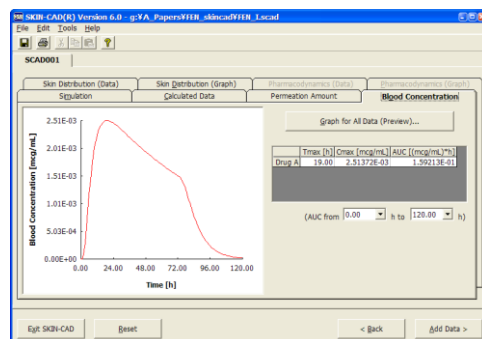 SKIN-CAD(R) Version 6.0 - g:¥A_Papers¥FEN_skincad¥FEN_1.scad
File Edit Tools Help
SCAD001
Skin Distribution (Data) Skin Distribution (Graph) Pharmacodynamics (Data) Pharmacodynamics (Graph)
Simulation Calculated Data Permeation Amount Blood Concentration
Graph for All Data (Preview)...
Tmax [h] Cmax [mcg/mL] AUC [(mcg/mL)*h]
Drug A 19.00 2.51372E-03 1.59213E-01
(AUC from 0.00 h to 120.00 h)
Blood Concentration [mcg/mL]
2.51E-03
2.01E-03
1.51E-03
1.01E-03
5.03E-04
0.00E+00
0.00 24.00 48.00 72.00 96.00 120.00
Time [h]
Exit SKIN-CAD Reset < Back Add Data >